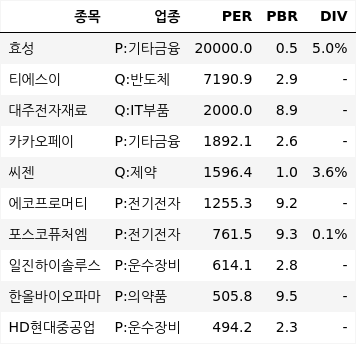 종목 업종 PER PBR DIV
효성 P:기타금융 20000.0 0.5 5.0%
티에스이 Q:반도체 7190.9 2.9 -
대주전자재료 Q:IT부품 2000.0 8.9 -
카카오페이 P:기타금융 1892.1 2.6 -
씨젠 Q:제약 1596.4 1.0 3.6%
에코프로머티 P:전기전자 1255.3 9.2 -
포스코퓨처엠 P:전기전자 761.5 9.3 0.1%
일진하이솔루스 P:운수장비 614.1 2.8 -
한올바이오파마 P:의약품 505.8 9.5 -
HD현대중공업 P:운수장비 494.2 2.3 -